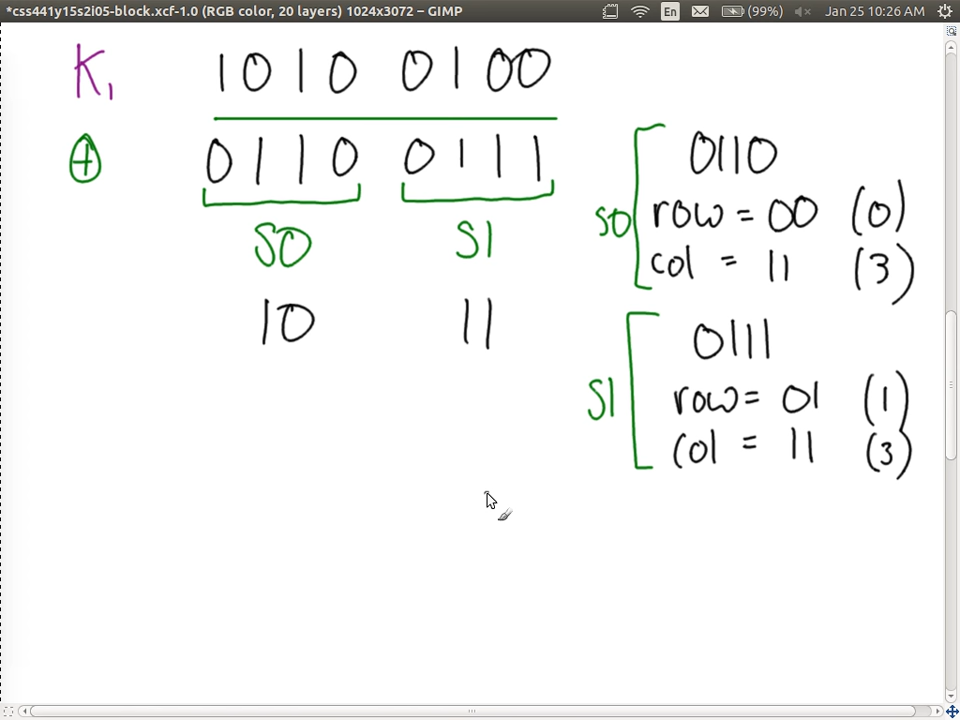 *css441y15s2i05-block.xcf-1.0 (RGB color, 20 layers) 1024x3072 – GIMP
En (99%) Jan 25 10:26 AM
K1 1010 0100
⊕ 0110 0111
S0 S1
10 11
S0
0110
row = 00 (0)
col = 11 (3)
S1
0111
row = 01 (1)
col = 11 (3)